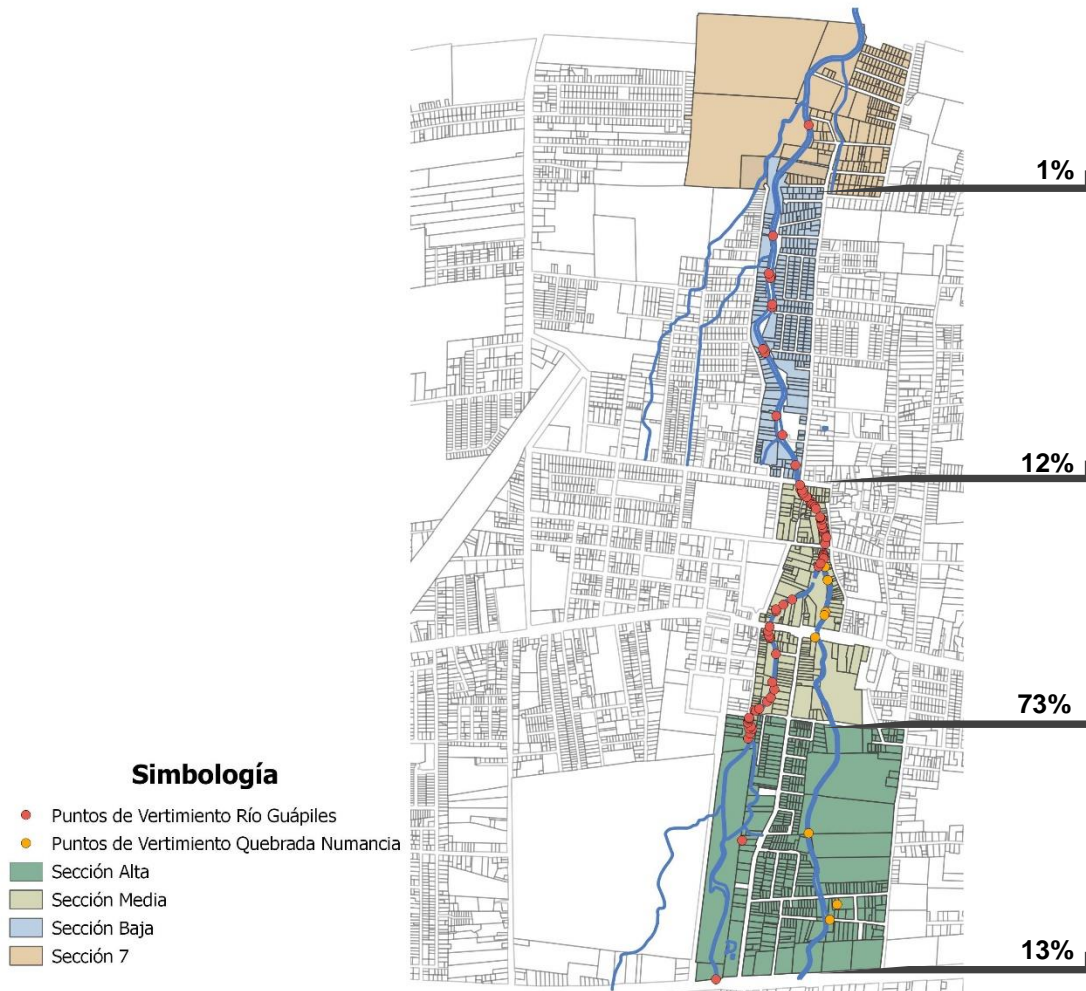 1%
12%
73%
Simbología
Puntos de Vertimiento Río Guápiles
Puntos de Vertimiento Quebrada Numancia
Sección Alta
Sección Media
Sección Baja
Sección 7
13%